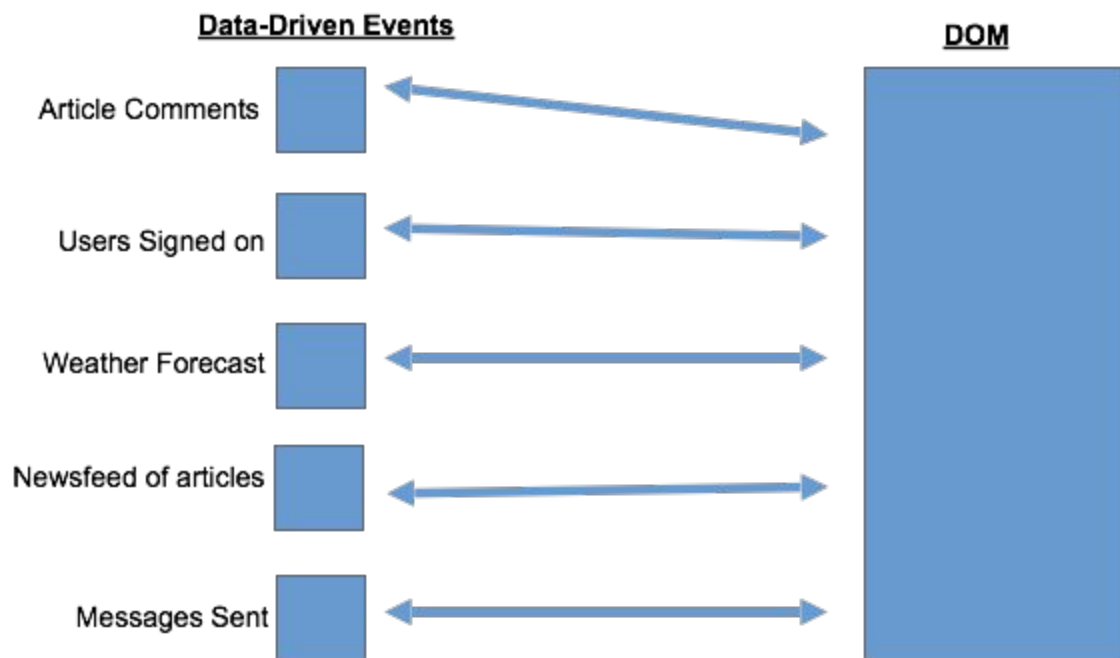 Data-Driven Events
DOM
Article Comments
Users Signed on
Weather Forecast
Newsfeed of articles
Messages Sent